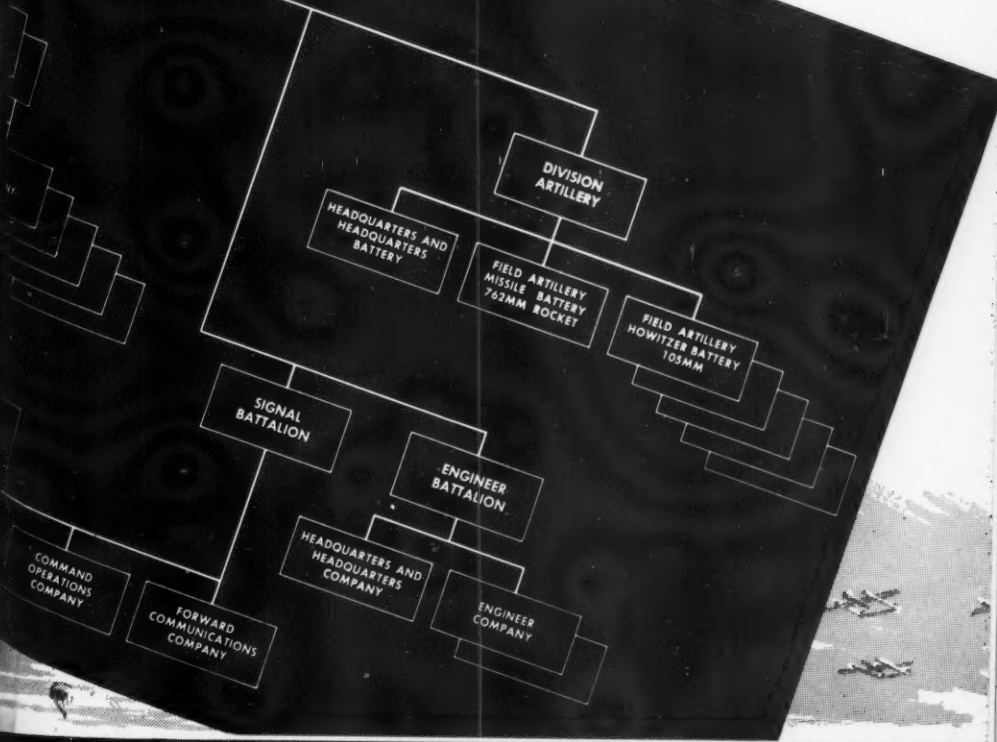 DIVISION
ARTILLERY
HEADQUARTERS AND
HEADQUARTERS
BATTERY
FIELD ARTILLERY
MISSILE BATTERY
762MM ROCKET
FIELD ARTILLERY
HOWITZER BATTERY
105MM
SIGNAL
BATTALION
ENGINEER
BATTALION
HEADQUARTERS AND
HEADQUARTERS
COMPANY
ENGINEER
COMPANY
COMMAND
OPERATIONS
COMPANY
FORWARD
COMMUNICATIONS
COMPANY